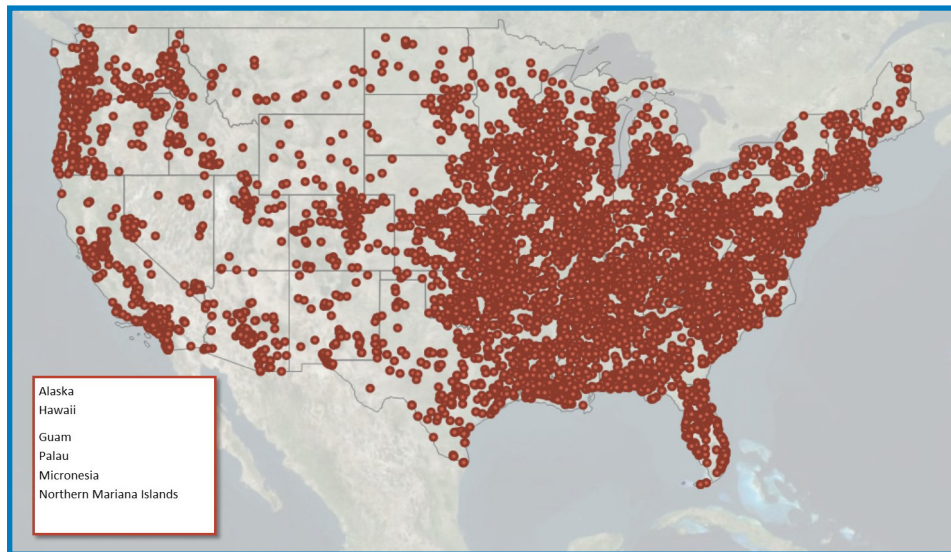 Alaska
Hawaii
Guam
Palau
Micronesia
Northern Mariana Islands